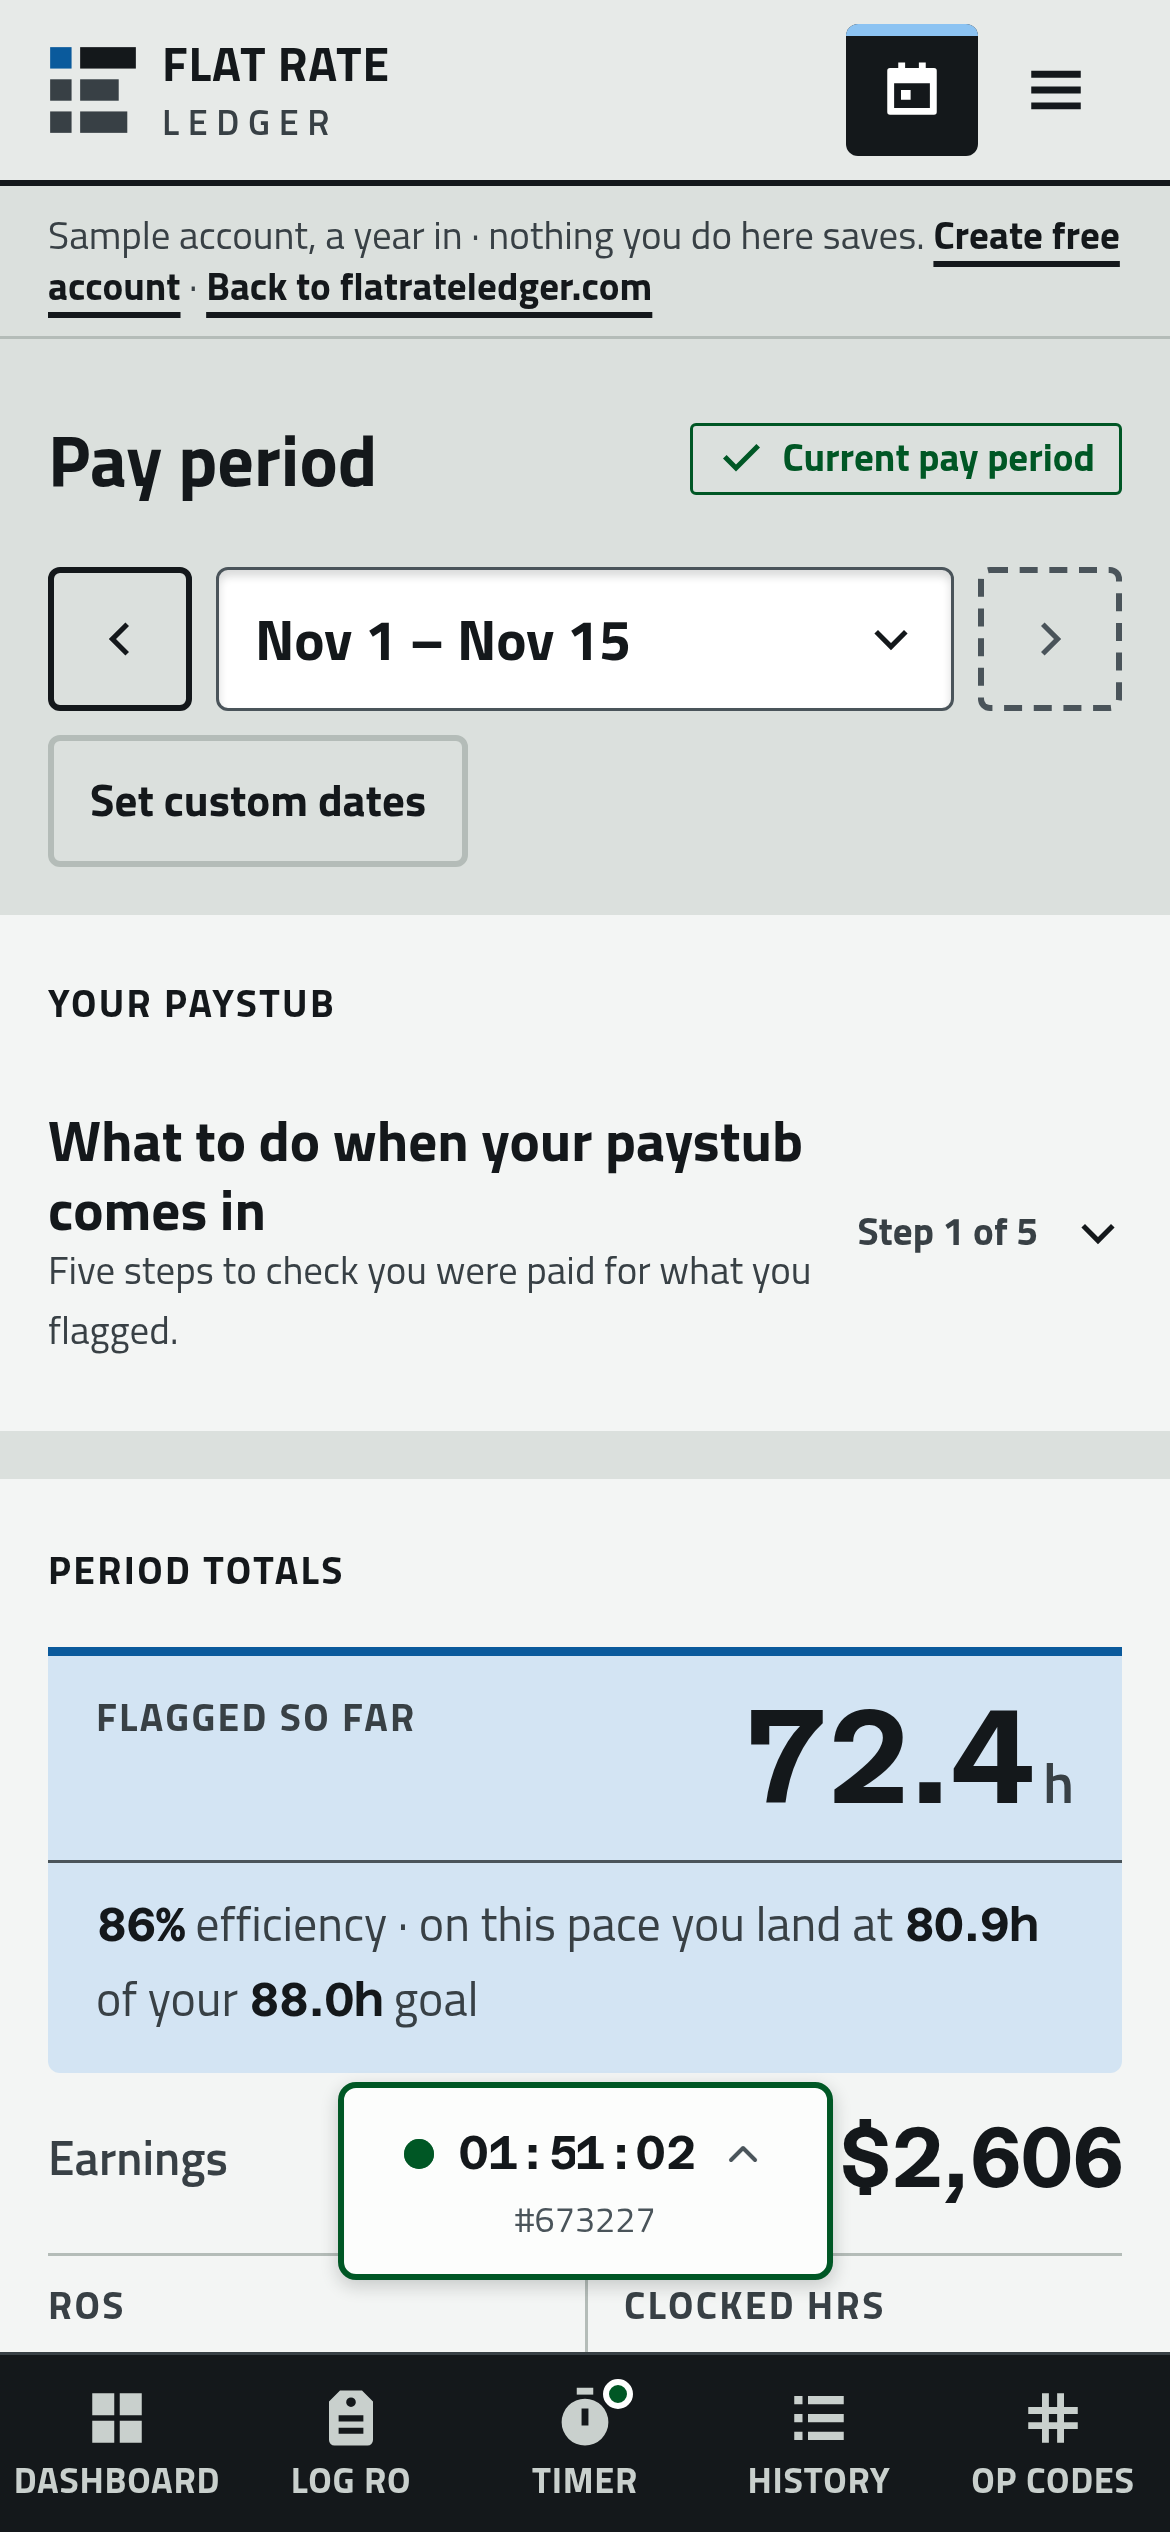 FLAT RATE
LEDGER
Sample account, a year in · nothing you do here saves. Create free
account · Back to flatrateledger.com
Pay period
Current pay period
Nov 1 – Nov 15
Set custom dates
YOUR PAYSTUB
What to do when your paystub
comes in
Step 1 of 5
Five steps to check you were paid for what you
flagged.
PERIOD TOTALS
FLAGGED SO FAR
72.4 h
86% efficiency · on this pace you land at 80.9h
of your 88.0h goal
Earnings
01:51:02
$2,606
#673227
ROS
CLOCKED HRS
DASHBOARD
LOG RO
TIMER
HISTORY
OP CODES